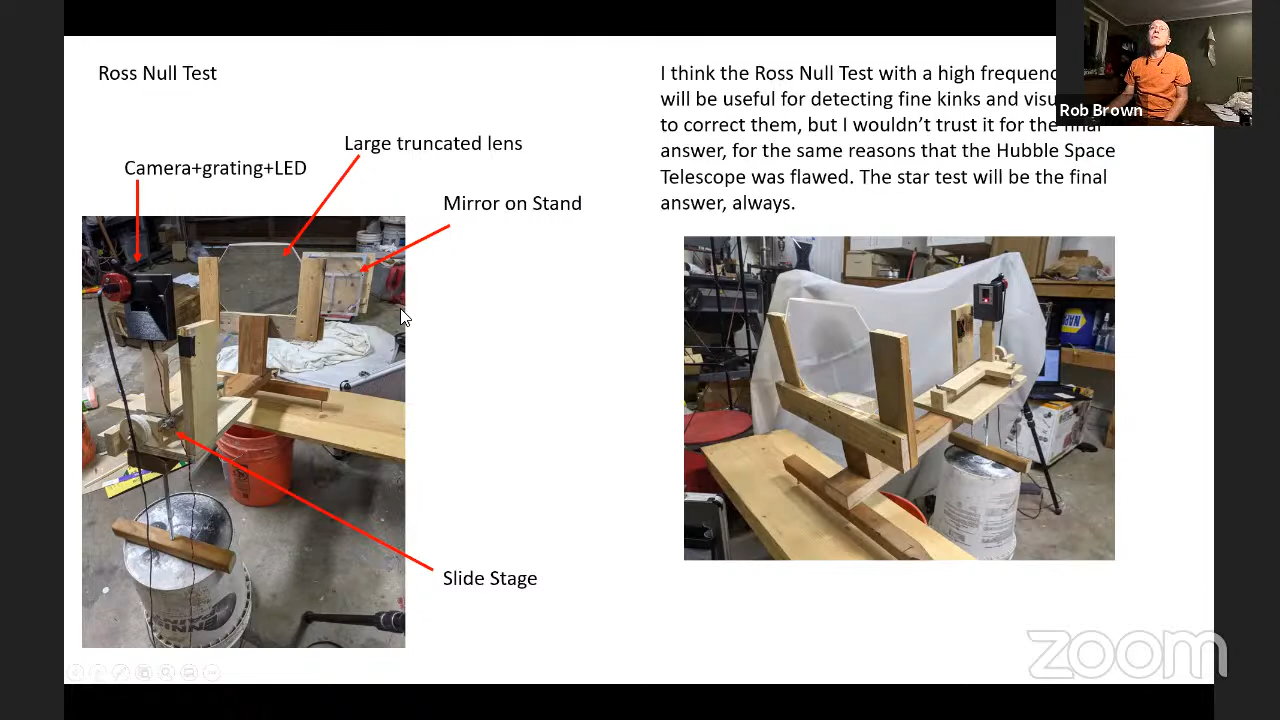 Ross Null Test
Camera+grating+LED
Large truncated lens
Mirror on Stand
Slide Stage
I think the Ross Null Test with a high
will be useful for detecting fine kinks and
to correct them, but I wouldn't trust it for the final
answer, for the same reasons that the Hubble Space
Telescope was flawed. The star test will be the final
answer, always.
Rob Brown
NAPA
zoom